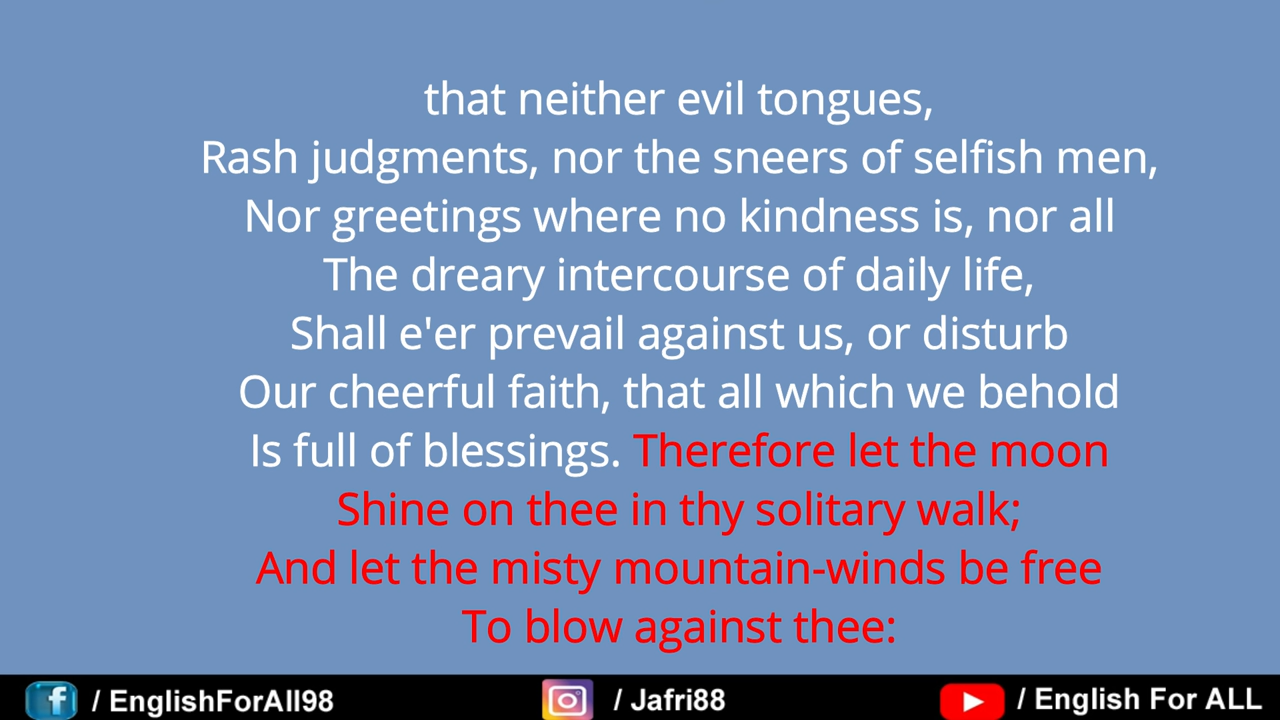 that neither evil tongues,
Rash judgments, nor the sneers of selfish men,
Nor greetings where no kindness is, nor all
The dreary intercourse of daily life,
Shall e'er prevail against us, or disturb
Our cheerful faith, that all which we behold
Is full of blessings. Therefore let the moon
Shine on thee in thy solitary walk;
And let the misty mountain-winds be free
To blow against thee:
/ EnglishForAll98 / Jafri88 / English For ALL